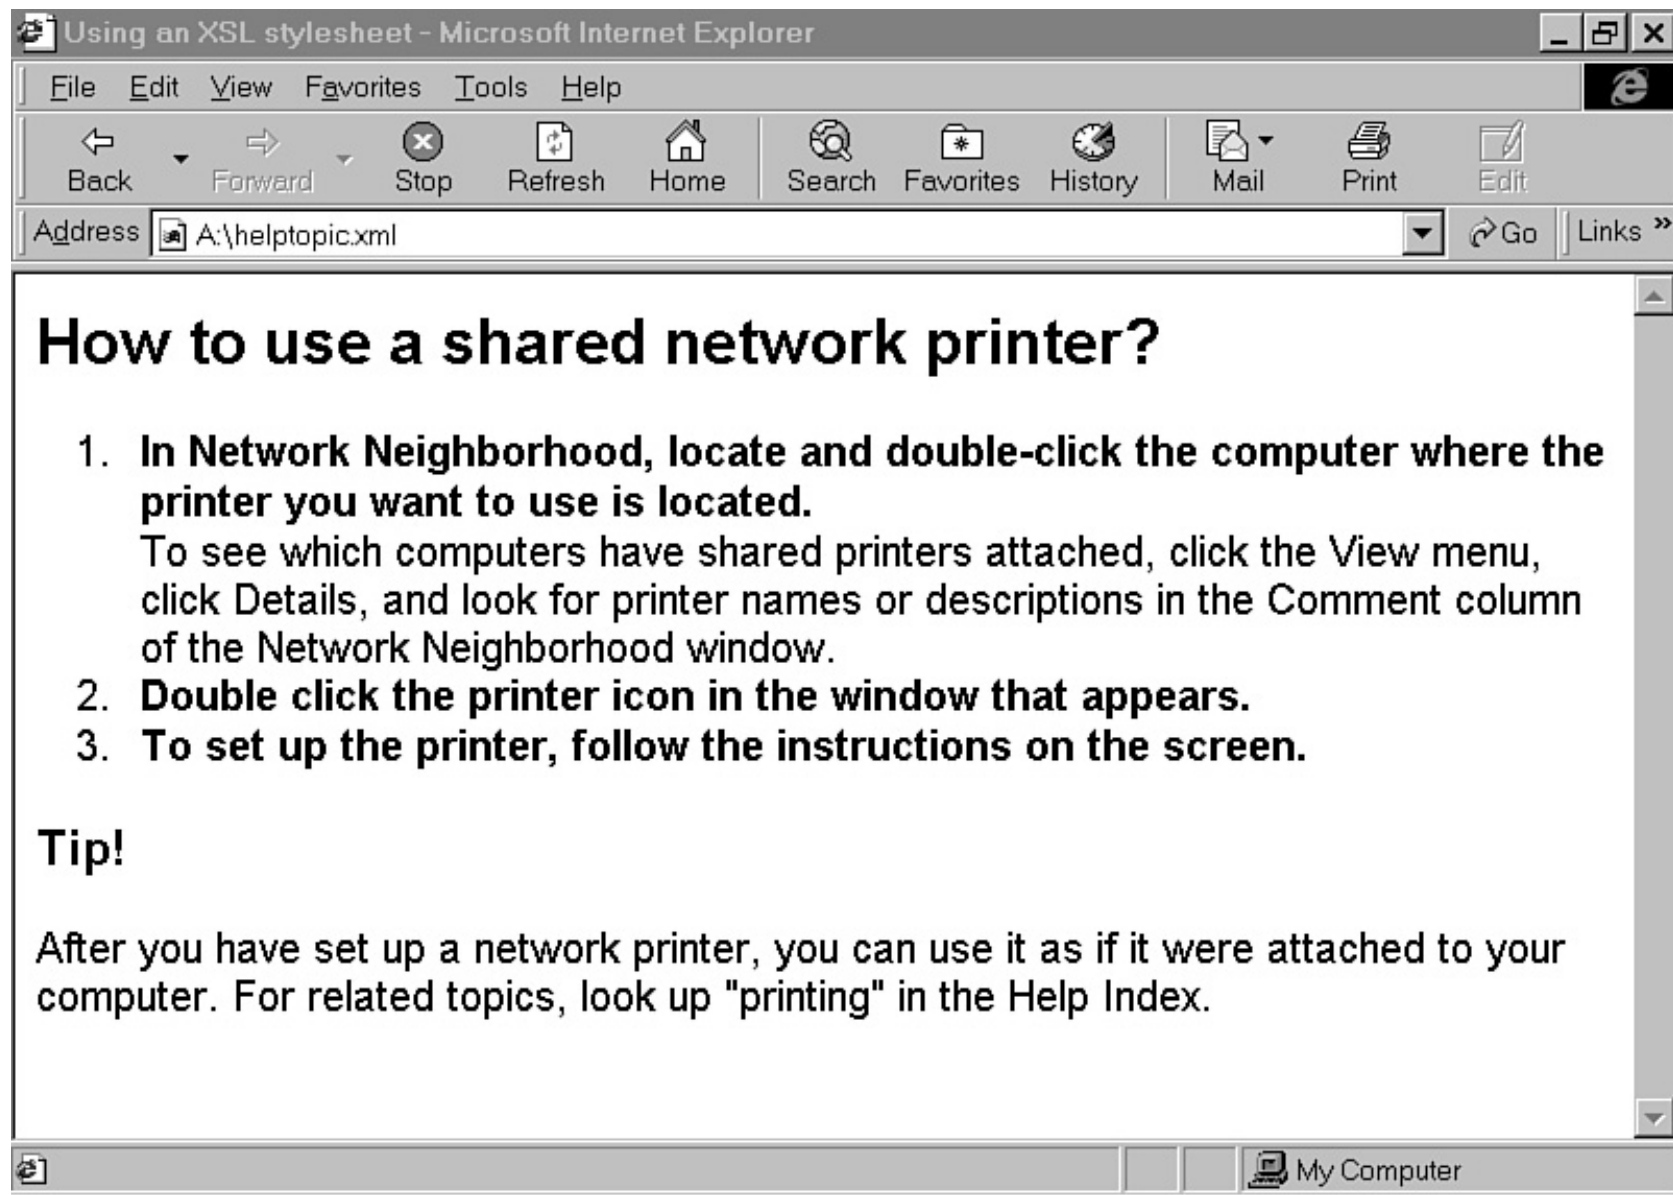 Using an XSL stylesheet - Microsoft Internet Explorer
File Edit View Favorites Tools Help
Back Forward Stop Refresh Home Search Favorites History Mail Print Edit
Address A:\helptopic.xml Go Links »
How to use a shared network printer?
1. In Network Neighborhood, locate and double-click the computer where the
printer you want to use is located.
To see which computers have shared printers attached, click the View menu,
click Details, and look for printer names or descriptions in the Comment column
of the Network Neighborhood window.
2. Double click the printer icon in the window that appears.
3. To set up the printer, follow the instructions on the screen.
Tip!
After you have set up a network printer, you can use it as if it were attached to your
computer. For related topics, look up "printing" in the Help Index.
My Computer